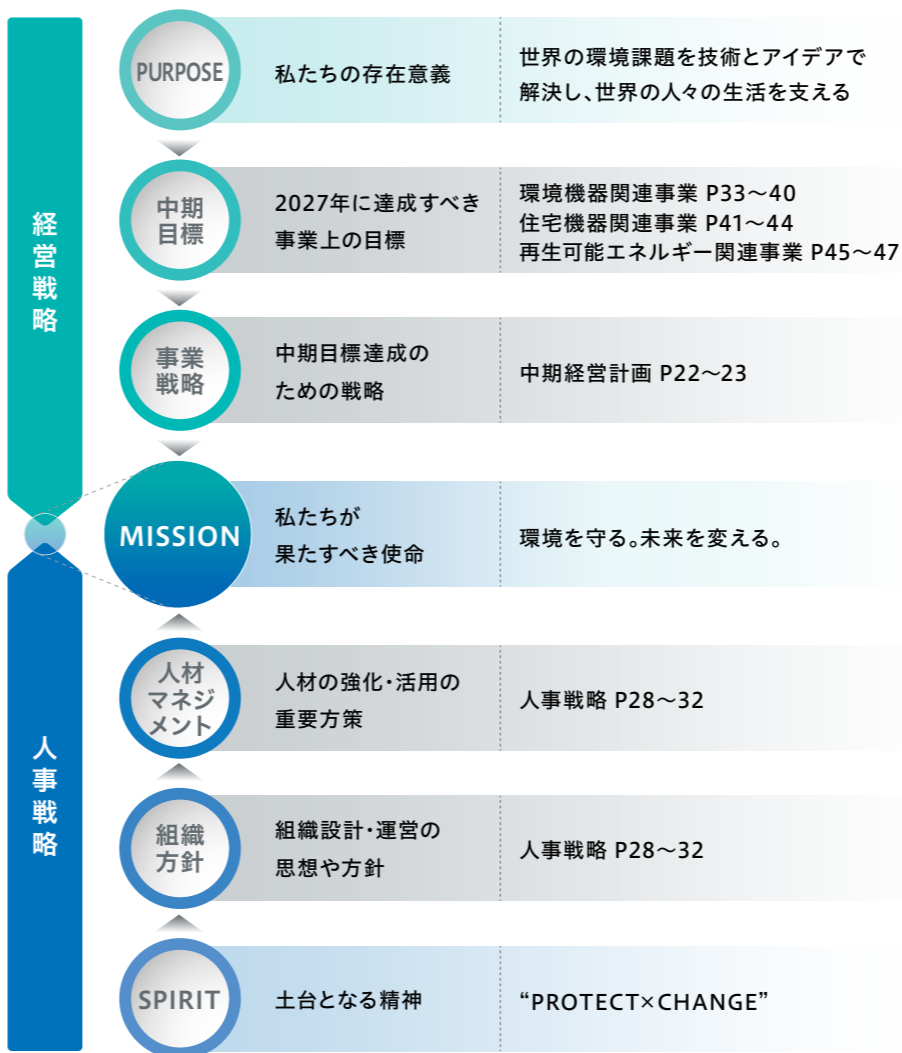 経営戦略
PURPOSE
私たちの存在意義
世界の環境課題を技術とアイデアで
解決し、世界の人々の生活を支える
中期
目標
2027年に達成すべき
事業上の目標
環境機器関連事業 P33〜40
住宅機器関連事業 P41〜44
再生可能エネルギー関連事業 P45〜47
事業
戦略
中期目標達成の
ための戦略
中期経営計画 P22〜23
MISSION
私たちが
果たすべき使命
環境を守る。未来を変える。
人事戦略
人材
マネジ
メント
人材の強化・活用の
重要方策
人事戦略 P28〜32
組織
方針
組織設計・運営の
思想や方針
人事戦略 P28〜32
SPIRIT
土台となる精神
“PROTECT×CHANGE”